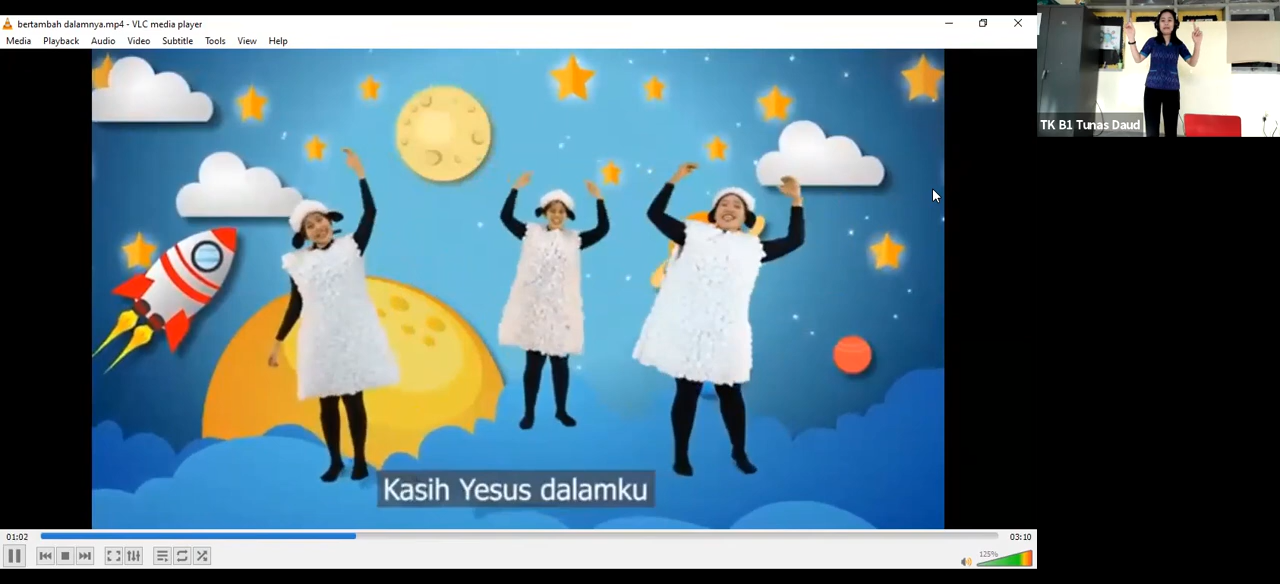 bertambah dalamnya.mp4 - VLC media player
Media Playback Audio Video Subtitle Tools View Help
TK B1 Tunas Daud
Kasih Yesus dalamku
01:02
03:10
125%